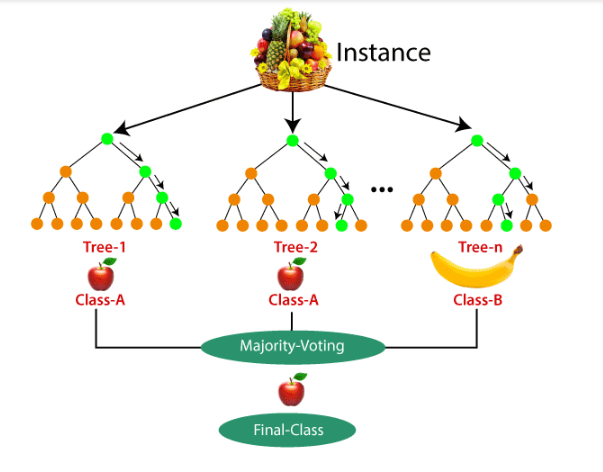 Instance
...
Tree-1
Tree-2
Tree-n
Class-A
Class-A
Class-B
Majority-Voting
Final-Class